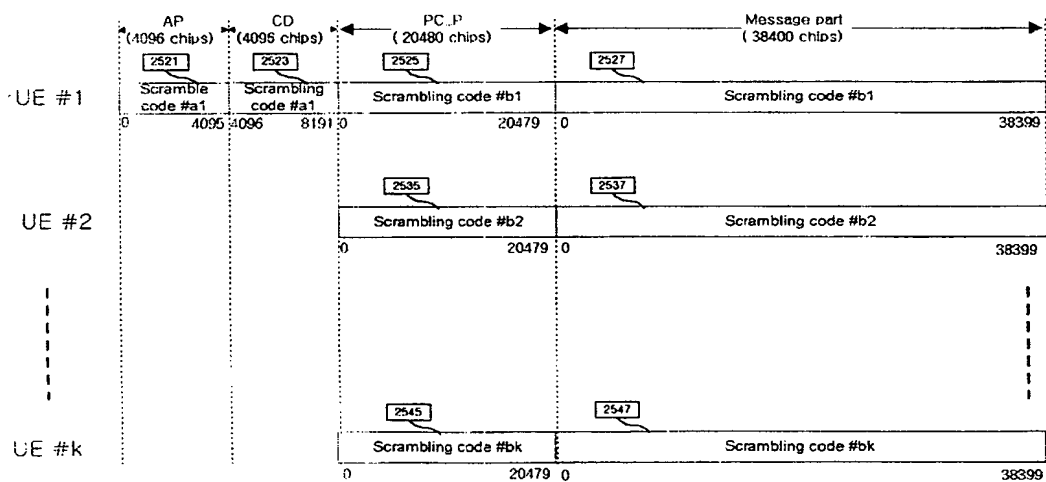 AP CD PC_P Message part
(4096 chips) (4096 chips) (20480 chips) (38400 chips)
2521 2523 2525 2527
UE #1 Scramble code #a1 Scrambling code #a1 Scrambling code #b1 Scrambling code #b1
0 4095 4096 8191 0 20479 0 38399
2535 2537
UE #2 Scrambling code #b2 Scrambling code #b2
0 20479 0 38399
2545 2547
UE #k Scrambling code #bk Scrambling code #bk
0 20479 0 38399